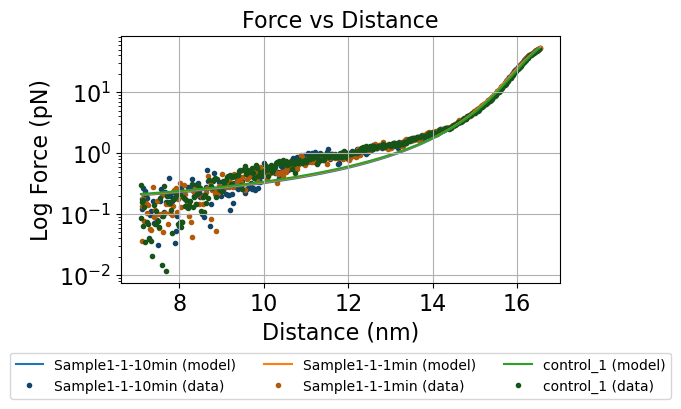 Force vs Distance
Log Force (pN)
10¹
10⁰
10⁻¹
10⁻²
8 10 12 14 16
Distance (nm)
Sample1-1-10min (model) Sample1-1-1min (model) control_1 (model)
Sample1-1-10min (data) Sample1-1-1min (data) control_1 (data)